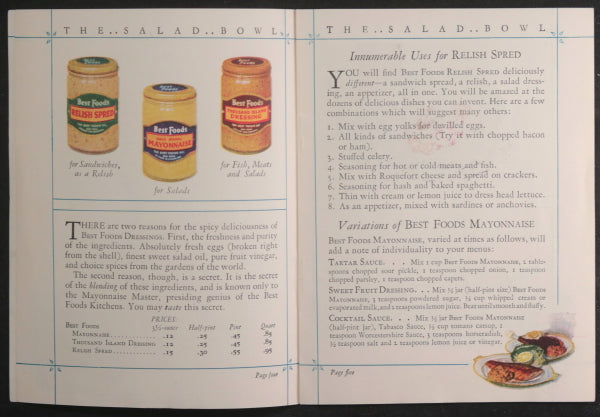 THE..SALAD..BOWL
Best Foods
RELISH SPRED
Best Foods
MAYONNAISE
Best Foods
THOUSAND ISLAND
DRESSING
for Sandwiches,
as a Relish
for Salads
for Fish, Meats
and Salads
THERE are two reasons for the spicy deliciousness of
BEST FOODS DRESSINGS. First, the freshness and purity
of the ingredients. Absolutely fresh eggs (broken right
from the shell), finest sweet salad oil, pure fruit vinegar,
and choice spices from the gardens of the world.
The second reason, though, is a secret. It is the secret
of the blending of these ingredients, and is known only to
the Mayonnaise Master, presiding genius of the Best
Foods Kitchens. You may taste this secret.
PRICES:
BEST FOODS 3½-ounce Half-pint Pint Quart
MAYONNAISE .12 .25 .45 .85
THOUSAND ISLAND DRESSING .12 .25 .45 .85
RELISH SPRED .15 .30 .55 .95
Page four
THE..SALAD..BOWL
Innumerable Uses for RELISH SPRED
YOU will find BEST FOODS RELISH SPRED deliciously
different—a sandwich spread, a relish, a salad dress-
ing, an appetizer, all in one. You will be amazed at the
dozens of delicious dishes you can invent. Here are a few
combinations which will suggest many others:
1. Mix with egg yolks for devilled eggs.
2. All kinds of sandwiches (Try it with chopped bacon
or ham).
3. Stuffed celery.
4. Seasoning for hot or cold meats and fish.
5. Mix with Roquefort cheese and spread on crackers.
6. Seasoning for hash and baked spaghetti.
7. Thin with cream or lemon juice to dress head lettuce.
8. As an appetizer, mixed with sardines or anchovies.
Variations of BEST FOODS MAYONNAISE
BEST FOODS MAYONNAISE, varied at times as follows, will
add a note of individuality to your menus:
TARTAR SAUCE. . . Mix 1 cup BEST FOODS MAYONNAISE, 2 table-
spoons chopped sour pickle, 2 teaspoons chopped onion, 1 teaspoon
chopped parsley, 1 teaspoon chopped capers.
SWEET FRUIT DRESSING. . . Mix ½ jar (half-pint size) BEST FOODS
MAYONNAISE, 3 teaspoons powdered sugar, ¼ cup whipped cream or
evaporated milk, and 2 teaspoons lemon juice. Beat until smooth and fluffy.
COCKTAIL SAUCE. . . Mix ½ jar BEST FOODS MAYONNAISE
(half-pint jar), Tabasco Sauce, ½ cup tomato catsup, 1
teaspoon Worcestershire Sauce, 3 teaspoons horseradish,
½ teaspoon salt and 2 teaspoons lemon juice or vinegar.
Page five